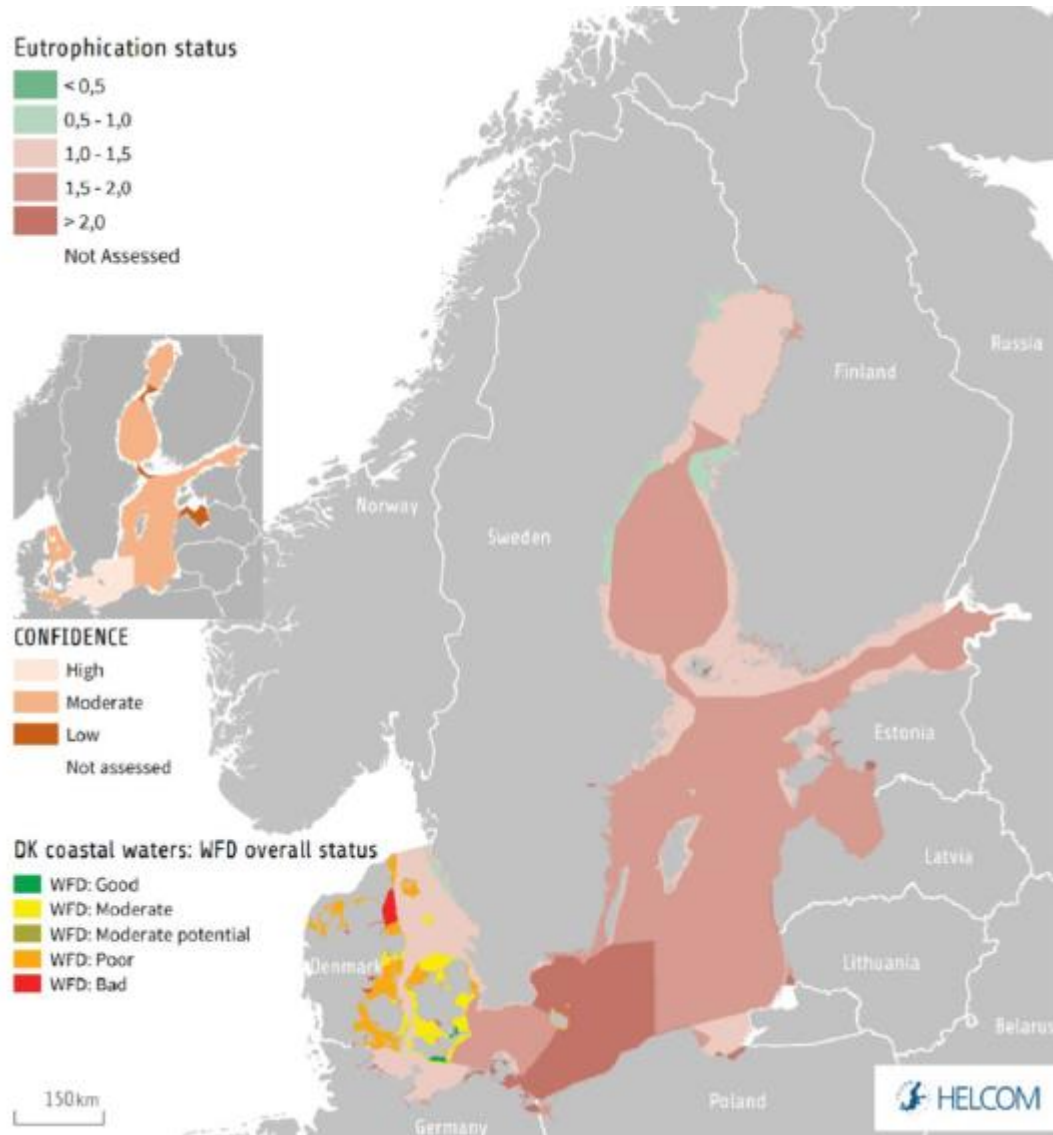 Eutrophication status
< 0,5
0,5 - 1,0
1,0 - 1,5
1,5 - 2,0
> 2,0
Not Assessed
Russia
Finland
Norway
Sweden
CONFIDENCE
High
Moderate
Low
Not assessed
Estonia
DK coastal waters: WFD overall status
Latvia
WFD: Good
WFD: Moderate
WFD: Moderate potential
WFD: Poor
WFD: Bad
Denmark
Lithuania
Belarus
150 km
Germany
Poland
HELCOM